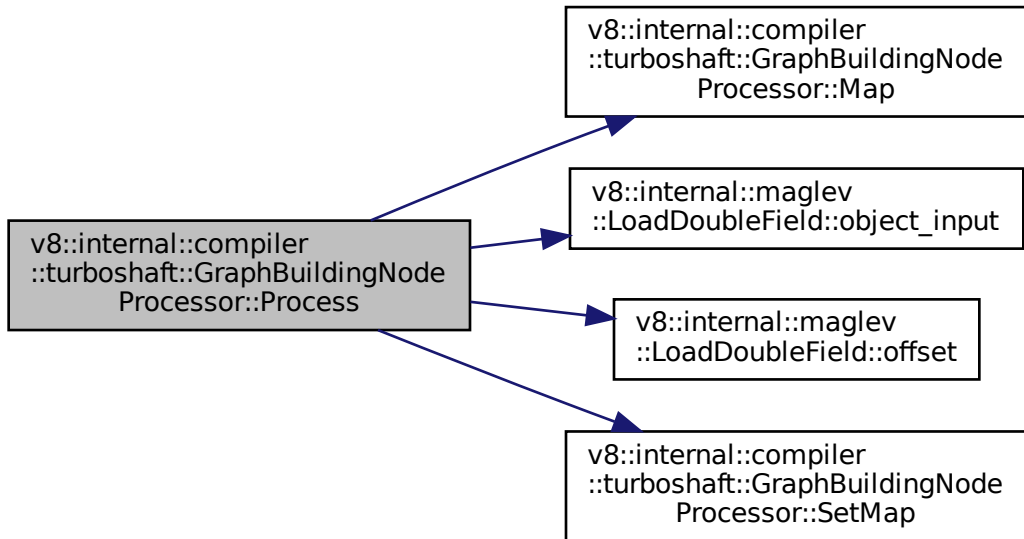 v8::internal::compiler
::turboshaft::GraphBuildingNode
Processor::Map
v8::internal::maglev
::LoadDoubleField::object_input
v8::internal::compiler
::turboshaft::GraphBuildingNode
Processor::Process
v8::internal::maglev
::LoadDoubleField::offset
v8::internal::compiler
::turboshaft::GraphBuildingNode
Processor::SetMap